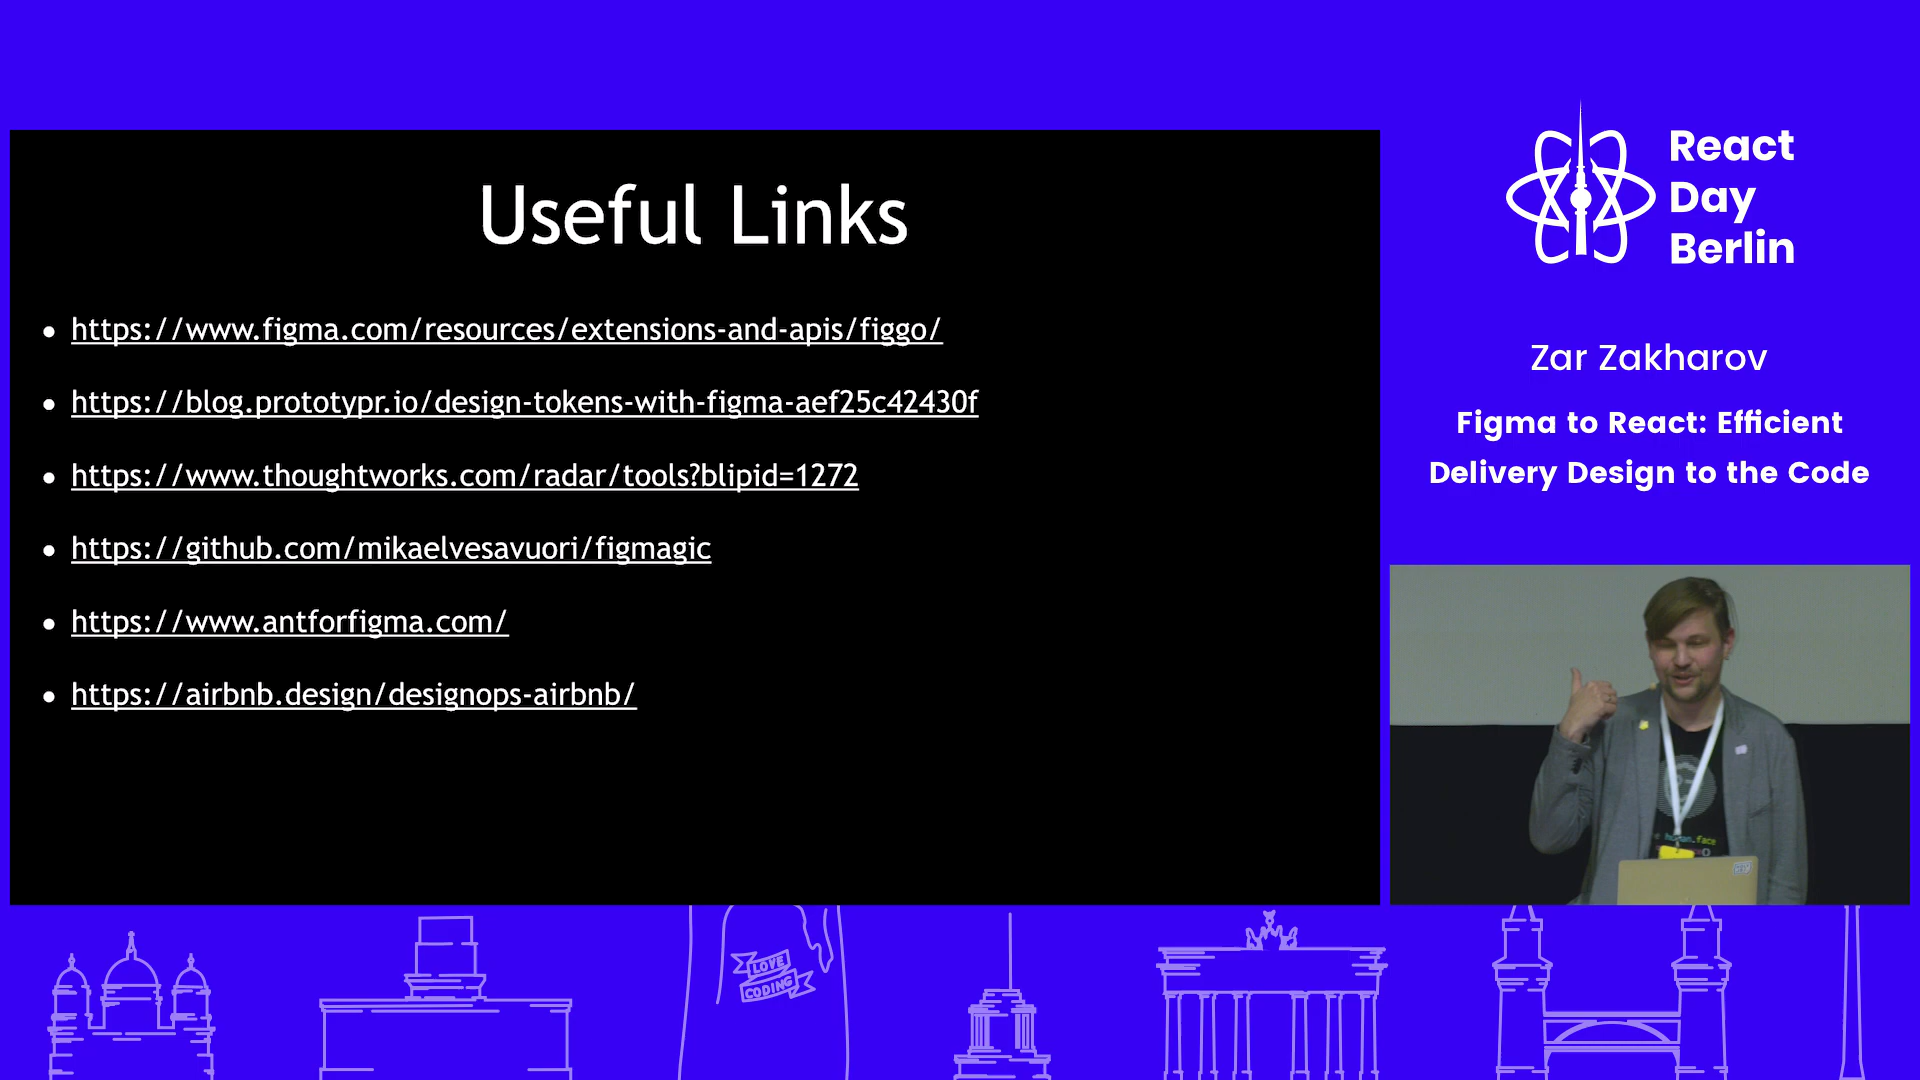 Useful Links
• https://www.figma.com/resources/extensions-and-apis/figgo/
• https://blog.prototypr.io/design-tokens-with-figma-aef25c42430f
• https://www.thoughtworks.com/radar/tools?blipid=1272
• https://github.com/mikaelvesavuori/figmagic
• https://www.antforfigma.com/
• https://airbnb.design/designops-airbnb/
React
Day
Berlin
Zar Zakharov
Figma to React: Efficient
Delivery Design to the Code
human.face
LOVE
CODING